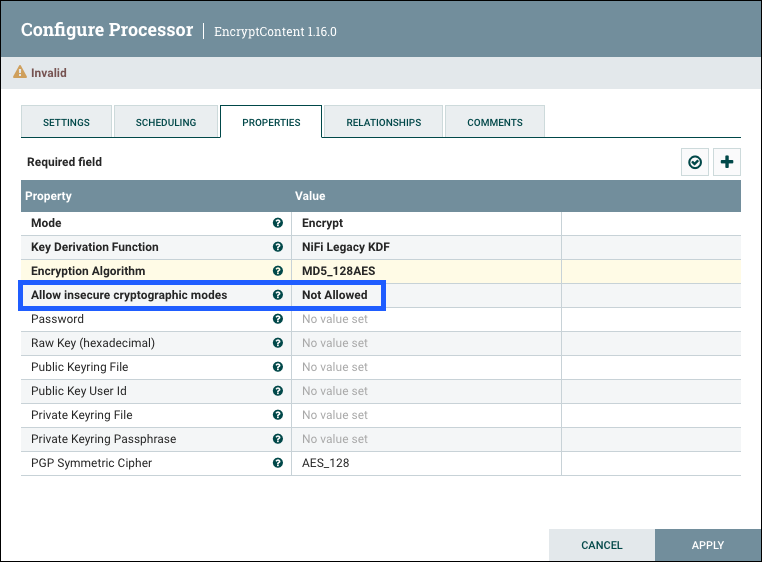 Configure Processor | EncryptContent 1.16.0
Invalid
SETTINGS SCHEDULING PROPERTIES RELATIONSHIPS COMMENTS
Required field
Property Value
Mode Encrypt
Key Derivation Function NiFi Legacy KDF
Encryption Algorithm MD5_128AES
Allow insecure cryptographic modes Not Allowed
Password No value set
Raw Key (hexadecimal) No value set
Public Keyring File No value set
Public Key User Id No value set
Private Keyring File No value set
Private Keyring Passphrase No value set
PGP Symmetric Cipher AES_128
CANCEL APPLY